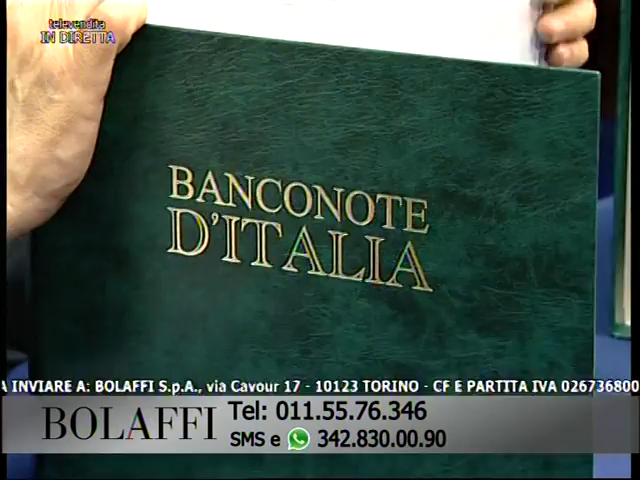 televendita
IN DIRETTA
BANCONOTE
D'ITALIA
A INVIARE A: BOLAFFI S.p.A., via Cavour 17 - 10123 TORINO - CF E PARTITA IVA 026736800
BOLAFFI
Tel: 011.55.76.346
SMS e 342.830.00.90